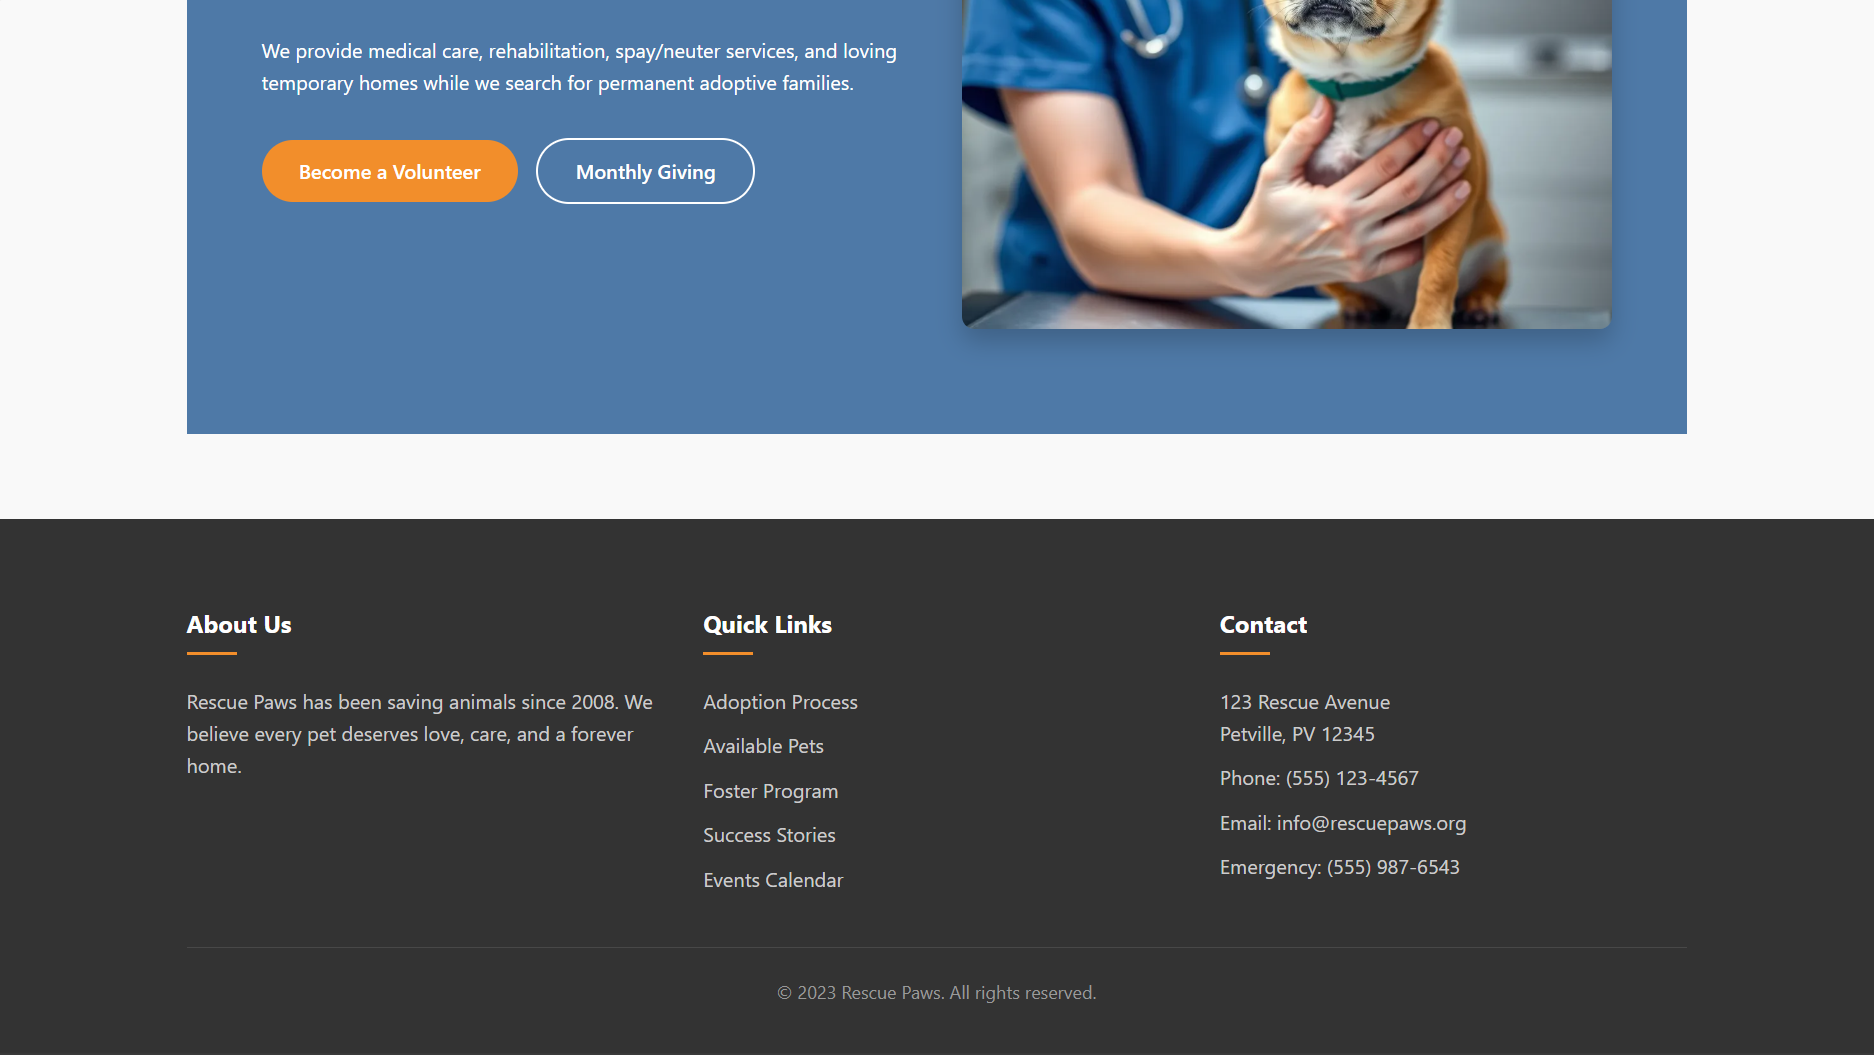 We provide medical care, rehabilitation, spay/neuter services, and loving
temporary homes while we search for permanent adoptive families.
Become a Volunteer
Monthly Giving
About Us
Rescue Paws has been saving animals since 2008. We
believe every pet deserves love, care, and a forever
home.
Quick Links
Adoption Process
Available Pets
Foster Program
Success Stories
Events Calendar
Contact
123 Rescue Avenue
Petville, PV 12345
Phone: (555) 123-4567
Email: info@rescuepaws.org
Emergency: (555) 987-6543
© 2023 Rescue Paws. All rights reserved.